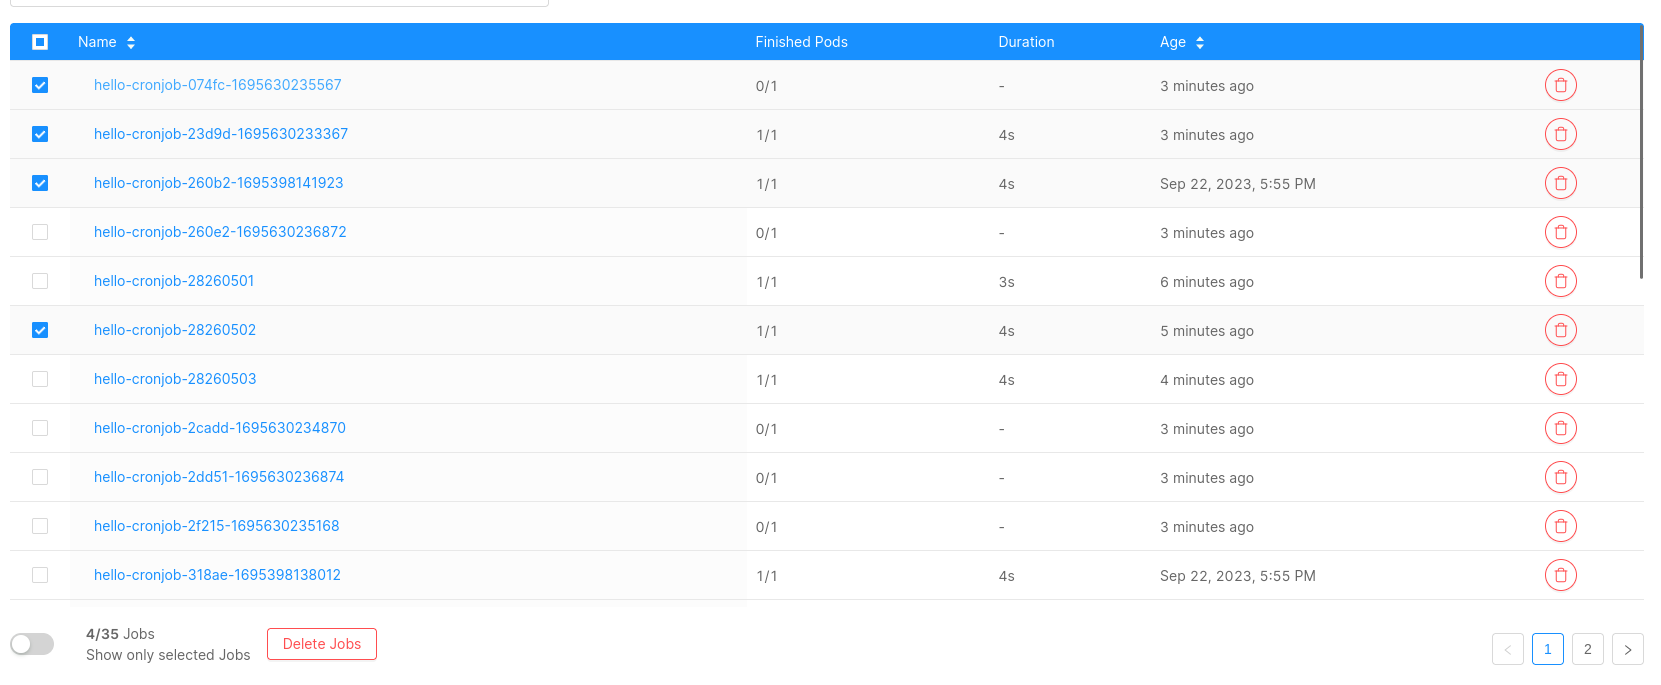 Name Finished Pods Duration Age
hello-cronjob-074fc-1695630235567 0/1 - 3 minutes ago
hello-cronjob-23d9d-1695630233367 1/1 4s 3 minutes ago
hello-cronjob-260b2-1695398141923 1/1 4s Sep 22, 2023, 5:55 PM
hello-cronjob-260e2-1695630236872 0/1 - 3 minutes ago
hello-cronjob-28260501 1/1 3s 6 minutes ago
hello-cronjob-28260502 1/1 4s 5 minutes ago
hello-cronjob-28260503 1/1 4s 4 minutes ago
hello-cronjob-2cadd-1695630234870 0/1 - 3 minutes ago
hello-cronjob-2dd51-1695630236874 0/1 - 3 minutes ago
hello-cronjob-2f215-1695630235168 0/1 - 3 minutes ago
hello-cronjob-318ae-1695398138012 1/1 4s Sep 22, 2023, 5:55 PM
4/35 Jobs
Show only selected Jobs
Delete Jobs
< 1 2 >